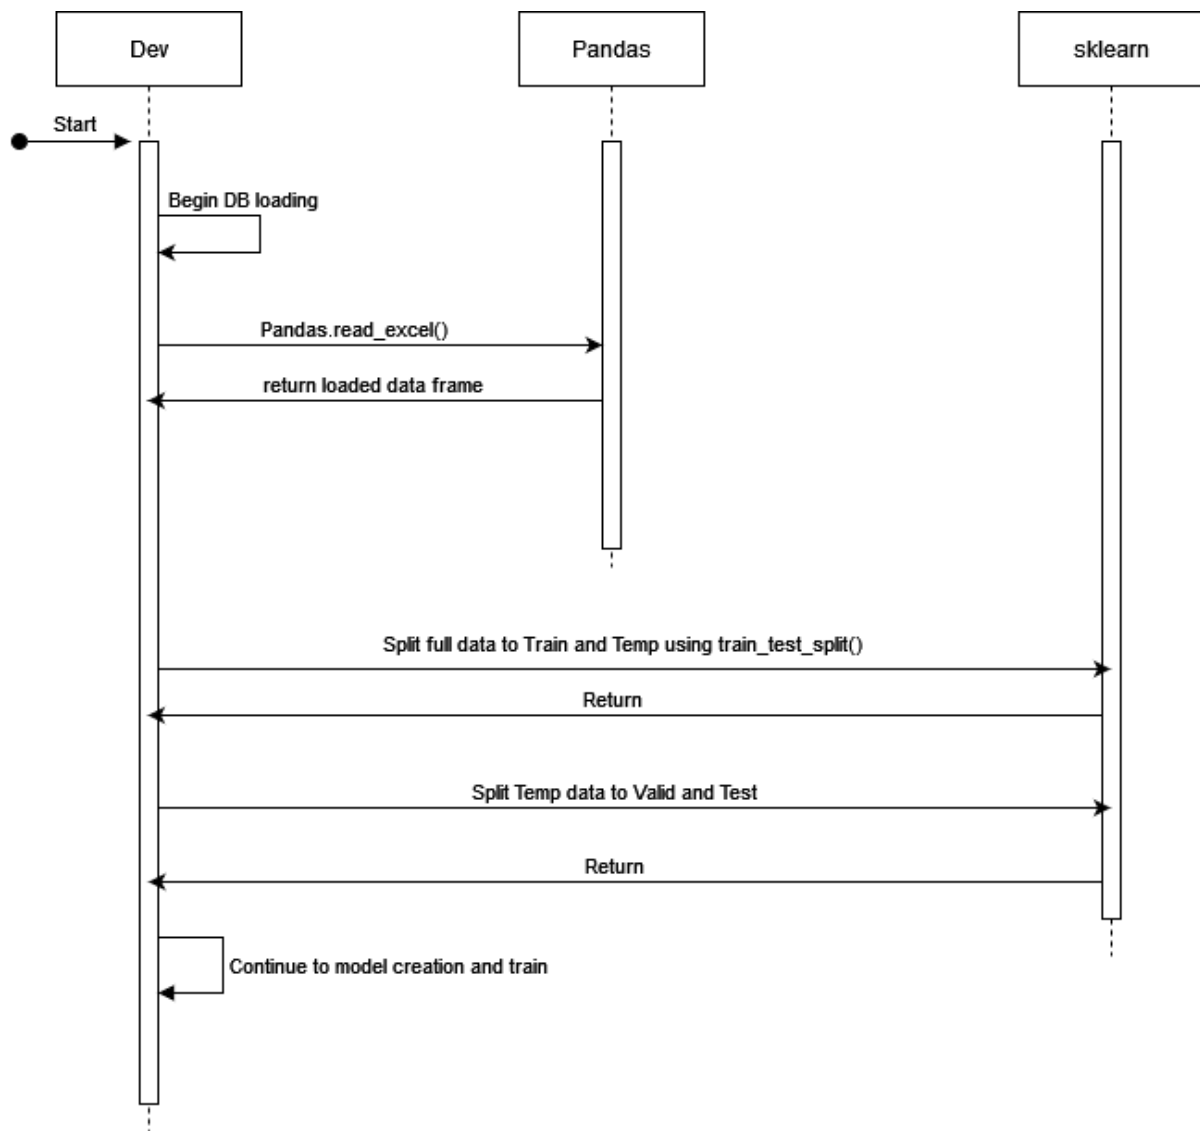 Dev
Pandas
sklearn
Start
Begin DB loading
Pandas.read_excel()
return loaded data frame
Split full data to Train and Temp using train_test_split()
Return
Split Temp data to Valid and Test
Return
Continue to model creation and train